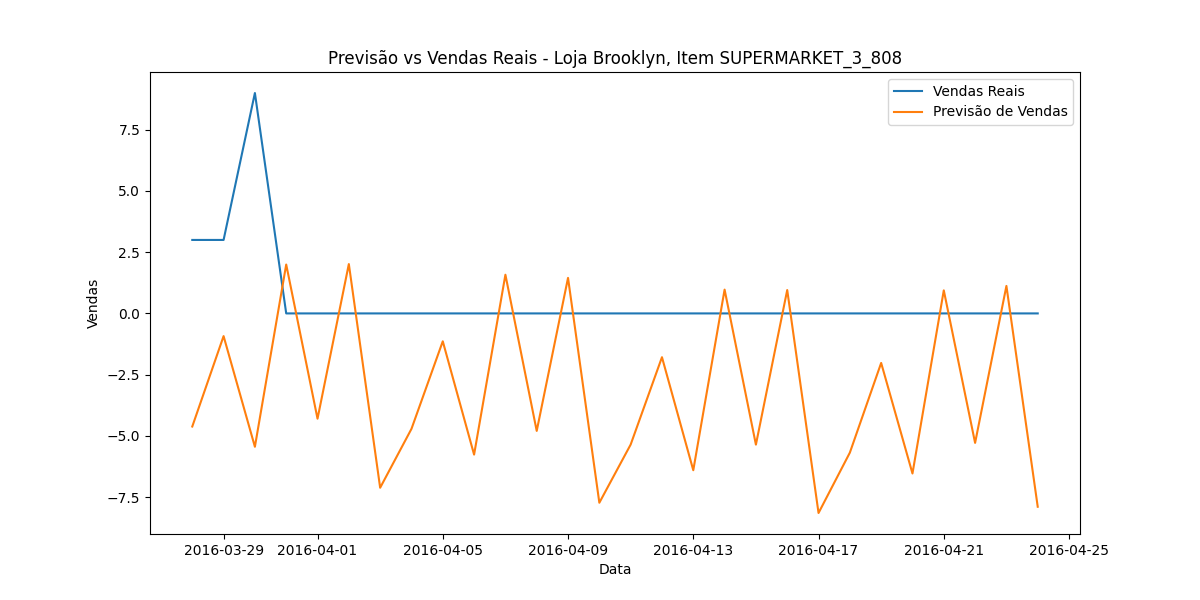 Previsão vs Vendas Reais - Loja Brooklyn, Item SUPERMARKET_3_808
Vendas Reais
Previsão de Vendas
Vendas
7.5
5.0
2.5
0.0
−2.5
−5.0
−7.5
2016-03-29 2016-04-01 2016-04-05 2016-04-09 2016-04-13 2016-04-17 2016-04-21 2016-04-25
Data